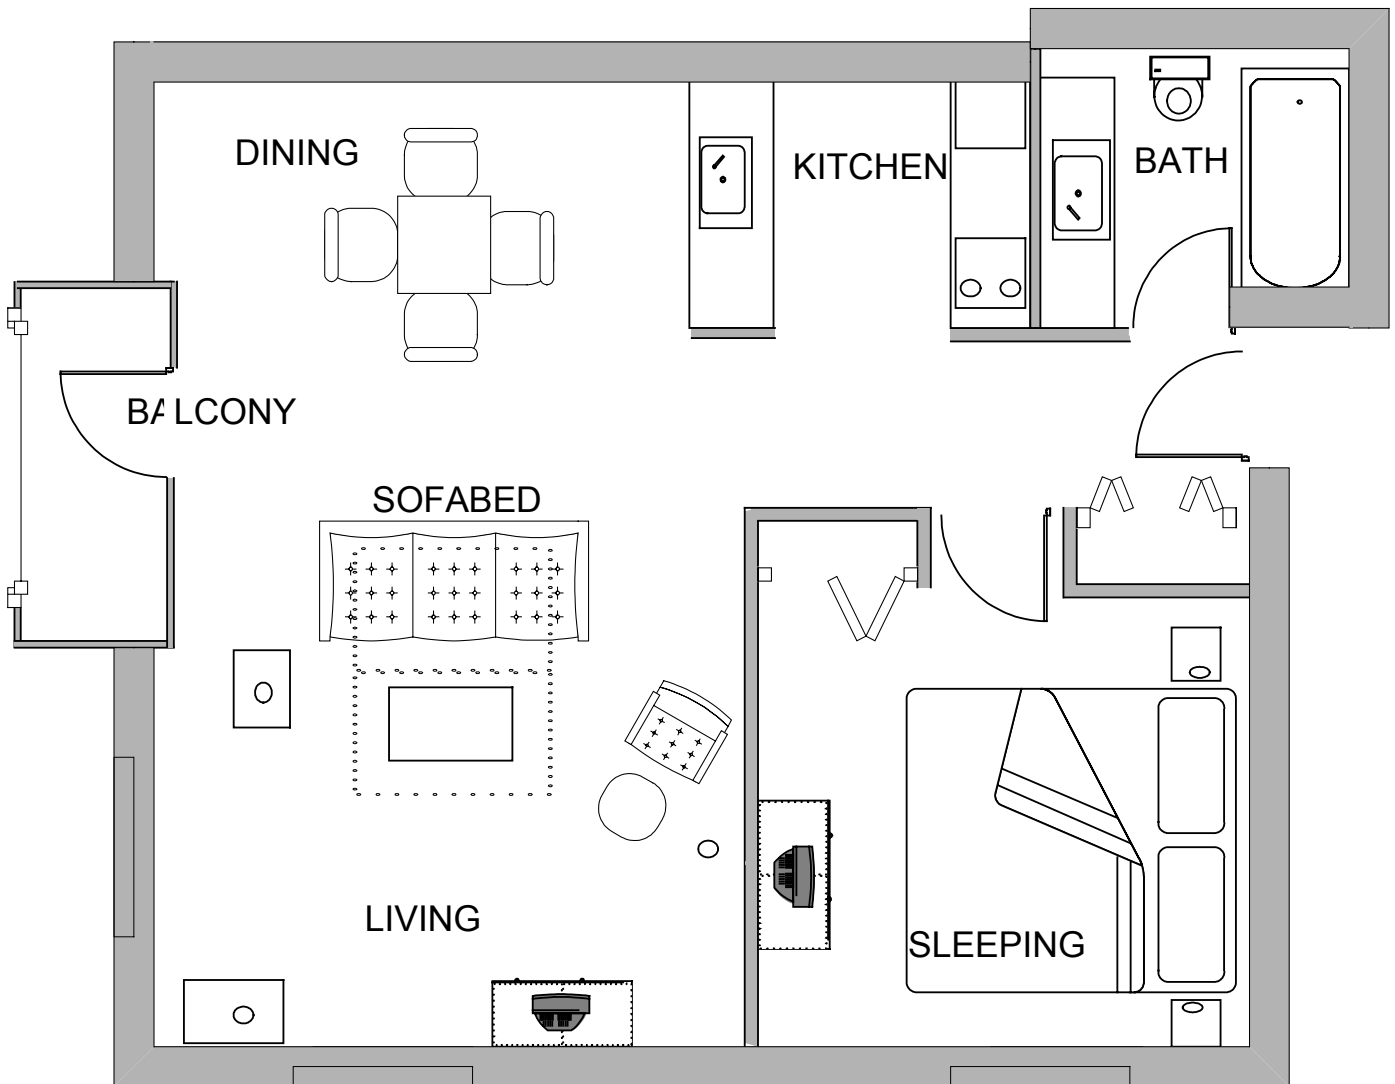 DINING
KITCHEN
BATH
BALCONY
SOFABED
LIVING
SLEEPING